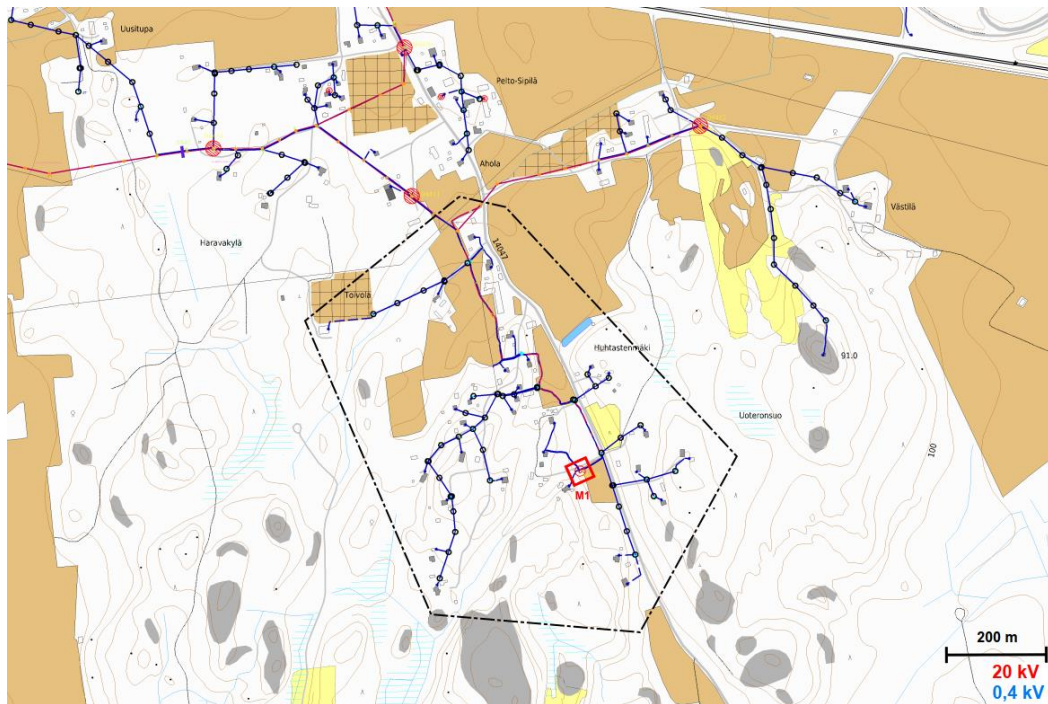 Uusitupa
Pelto-Sipilä
Ahola
Västilä
Haravakylä
14047
Toivola
Huhtastenmäki
91.0
Uoteronsuo
100
M1
200 m
20 kV
0,4 kV